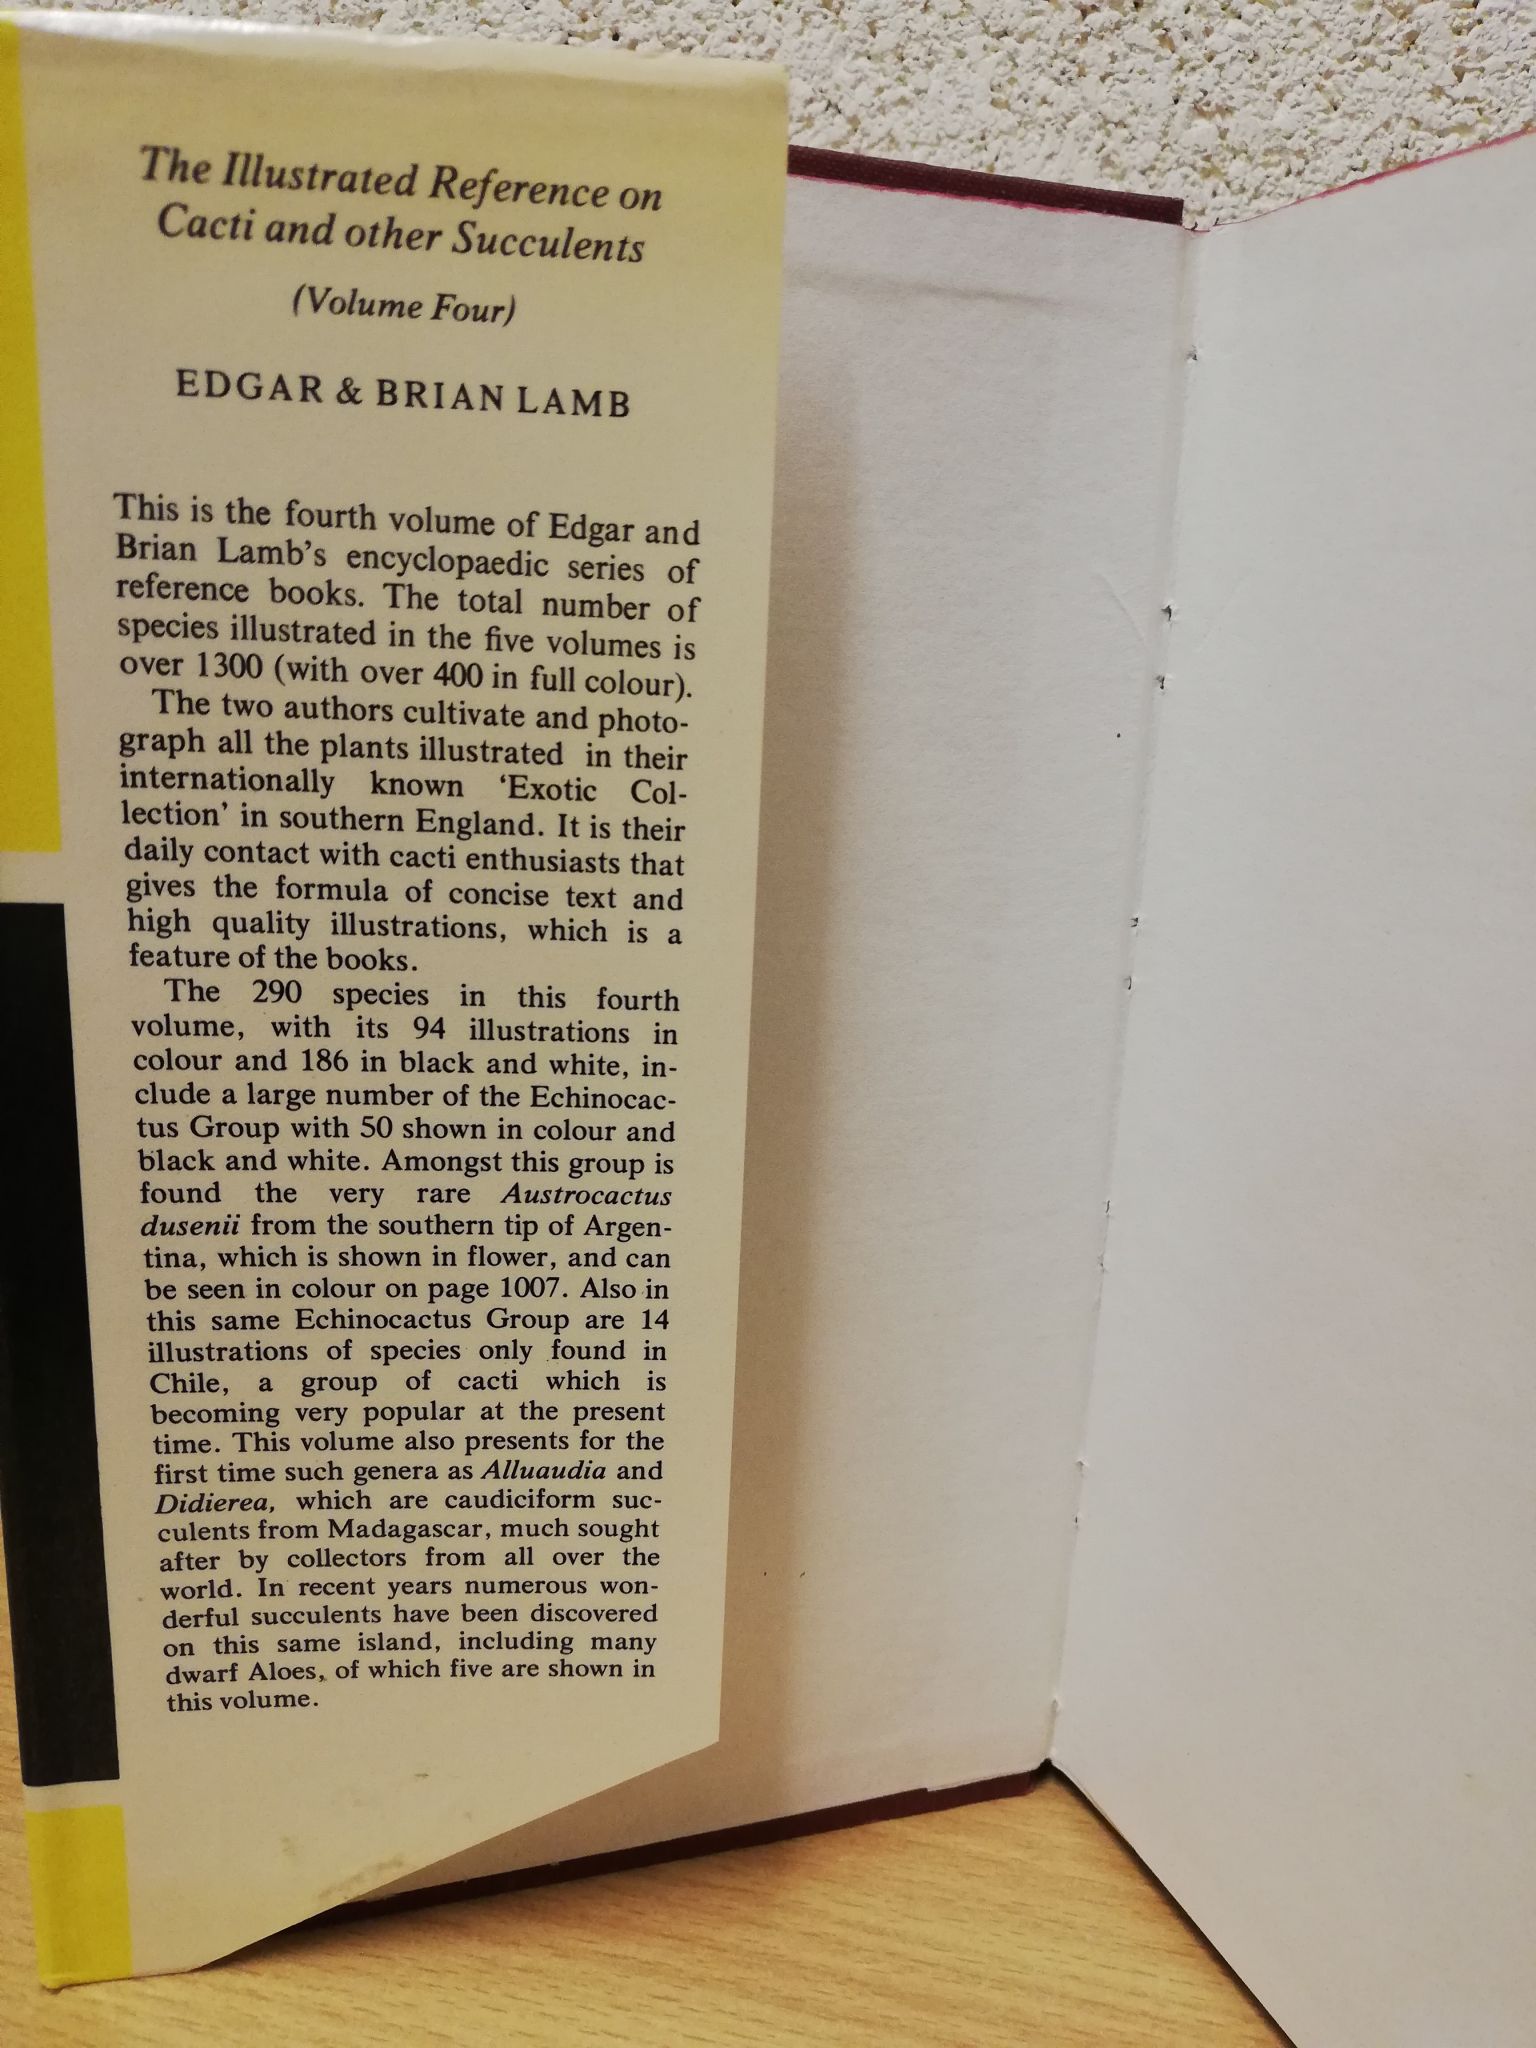 The Illustrated Reference on
Cacti and other Succulents
(Volume Four)
EDGAR & BRIAN LAMB
This is the fourth volume of Edgar and
Brian Lamb's encyclopaedic series of
reference books. The total number of
species illustrated in the five volumes is
over 1300 (with over 400 in full colour).
The two authors cultivate and photo-
graph all the plants illustrated in their
internationally known 'Exotic Col-
lection' in southern England. It is their
daily contact with cacti enthusiasts that
gives the formula of concise text and
high quality illustrations, which is a
feature of the books.
The 290 species in this fourth
volume, with its 94 illustrations in
colour and 186 in black and white, in-
clude a large number of the Echinocac-
tus Group with 50 shown in colour and
black and white. Amongst this group is
found the very rare Austrocactus
dusenii from the southern tip of Argen-
tina, which is shown in flower, and can
be seen in colour on page 1007. Also in
this same Echinocactus Group are 14
illustrations of species only found in
Chile, a group of cacti which is
becoming very popular at the present
time. This volume also presents for the
first time such genera as Alluaudia and
Didierea, which are caudiciform suc-
culents from Madagascar, much sought
after by collectors from all over the
world. In recent years numerous won-
derful succulents have been discovered
on this same island, including many
dwarf Aloes, of which five are shown in
this volume.